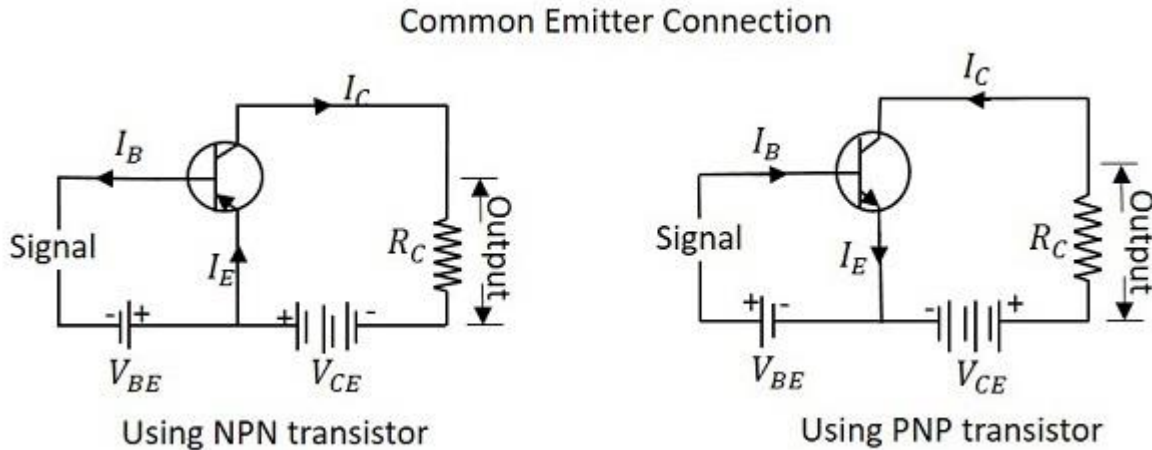 Common Emitter Connection
I_C
I_B
Signal
I_E
R_C
Output
- +
+ -
V_BE
V_CE
Using NPN transistor
I_C
I_B
Signal
I_E
R_C
Output
+ -
- +
V_BE
V_CE
Using PNP transistor